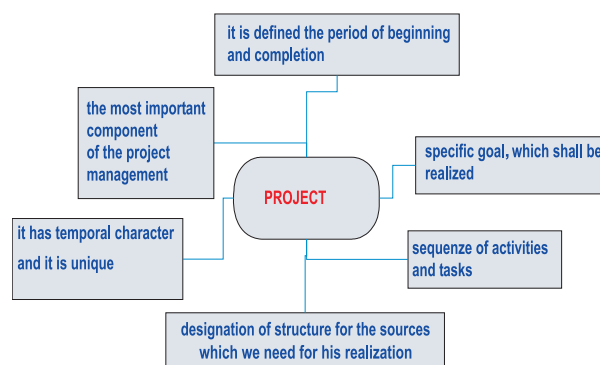 it is defined the period of beginning
and completion
the most important
component
of the project
management
specific goal, which shall be
realized
PROJECT
it has temporal character
and it is unique
sequenze of activities
and tasks
designation of structure for the sources
which we need for his realization